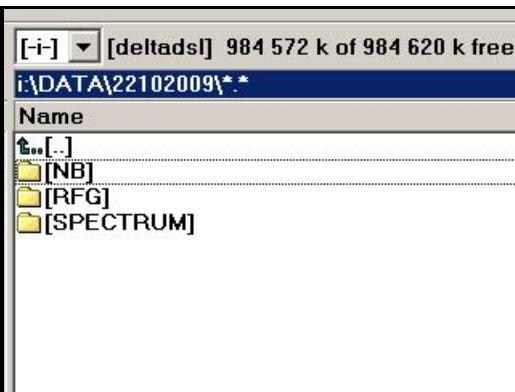 [-i-] [deltadsl] 984 572 k of 984 620 k free
i:\DATA\22102009\*.*
Name
[..]
[NB]
[RFG]
[SPECTRUM]